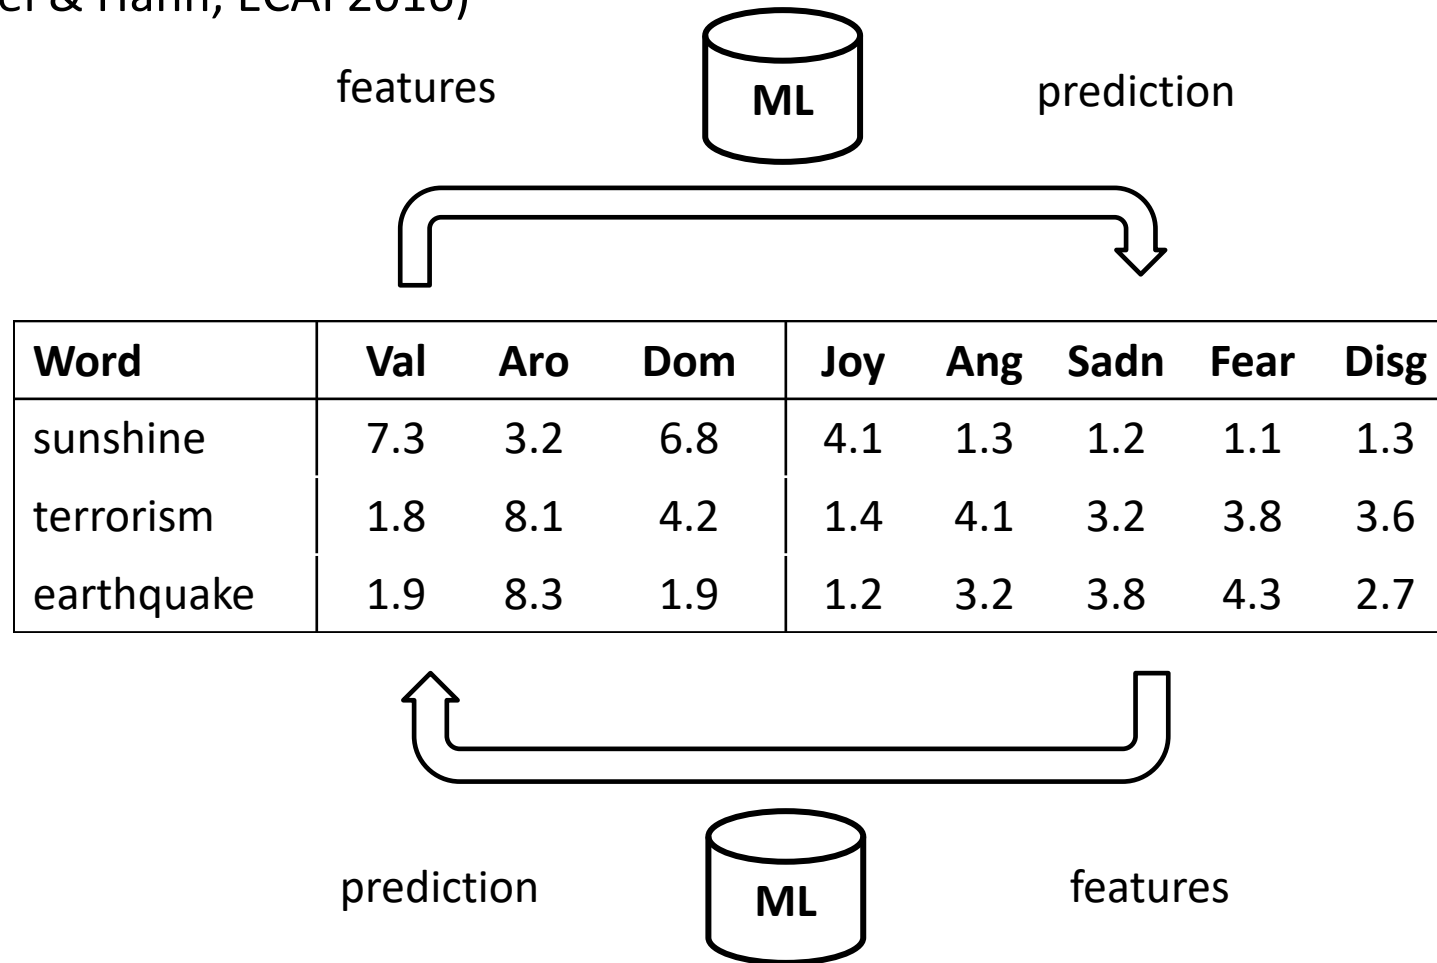 & Hahn, ECAI 2016)
features ML prediction
Word Val Aro Dom Joy Ang Sadn Fear Disg
sunshine 7.3 3.2 6.8 4.1 1.3 1.2 1.1 1.3
terrorism 1.8 8.1 4.2 1.4 4.1 3.2 3.8 3.6
earthquake 1.9 8.3 1.9 1.2 3.2 3.8 4.3 2.7
prediction ML features